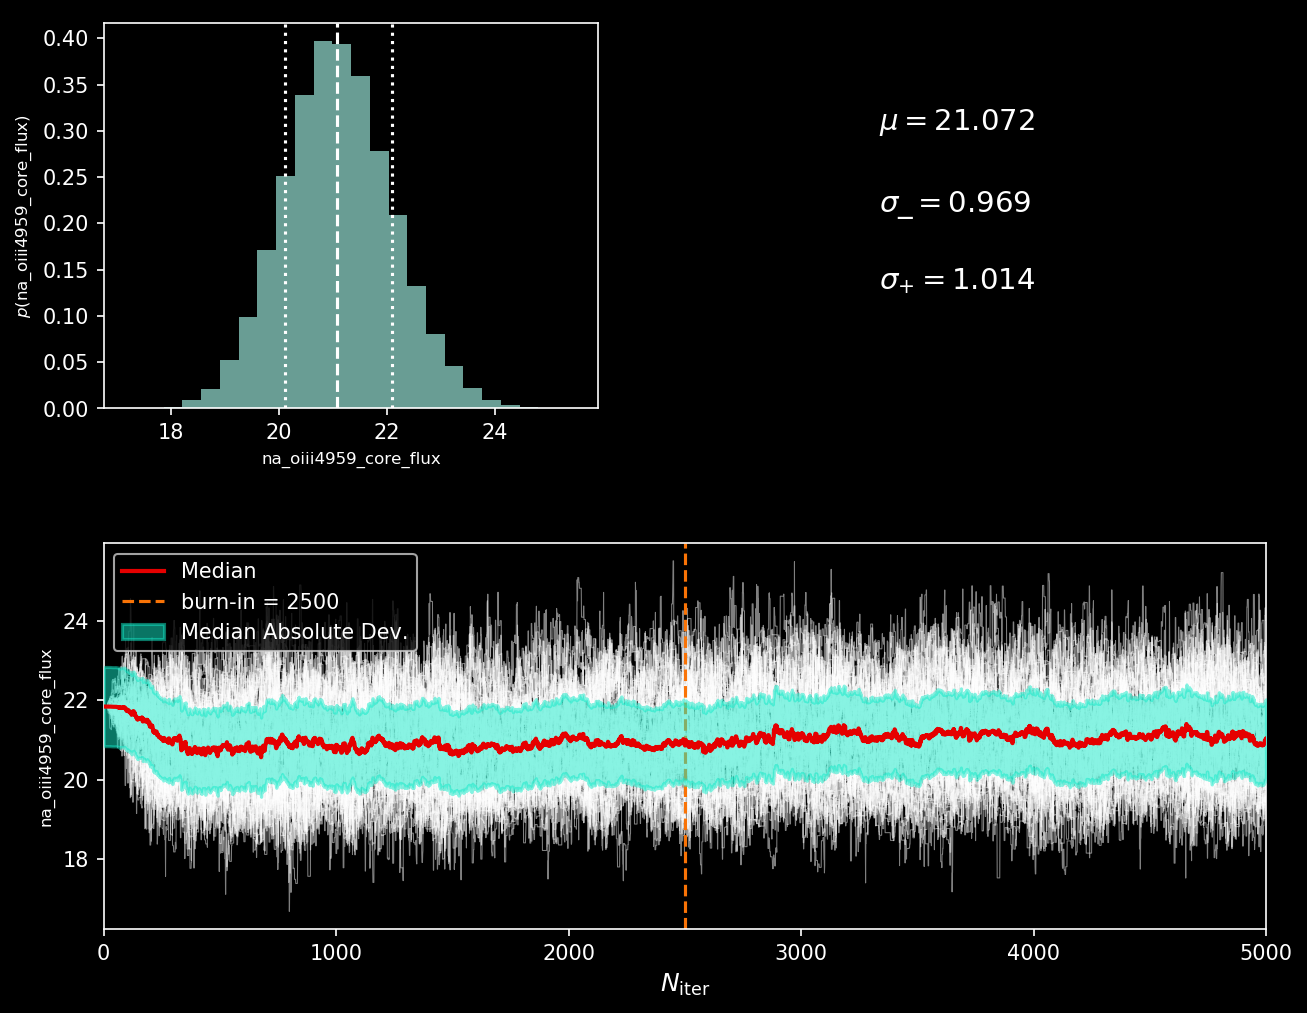 0.40
0.35
0.30
0.25
0.20
0.15
0.10
0.05
0.00
p(na_oiii4959_core_flux)
18 20 22 24
na_oiii4959_core_flux
μ = 21.072
σ₋ = 0.969
σ₊ = 1.014
Median
burn-in = 2500
Median Absolute Dev.
24
22
20
18
na_oiii4959_core_flux
0 1000 2000 3000 4000 5000
N_iter